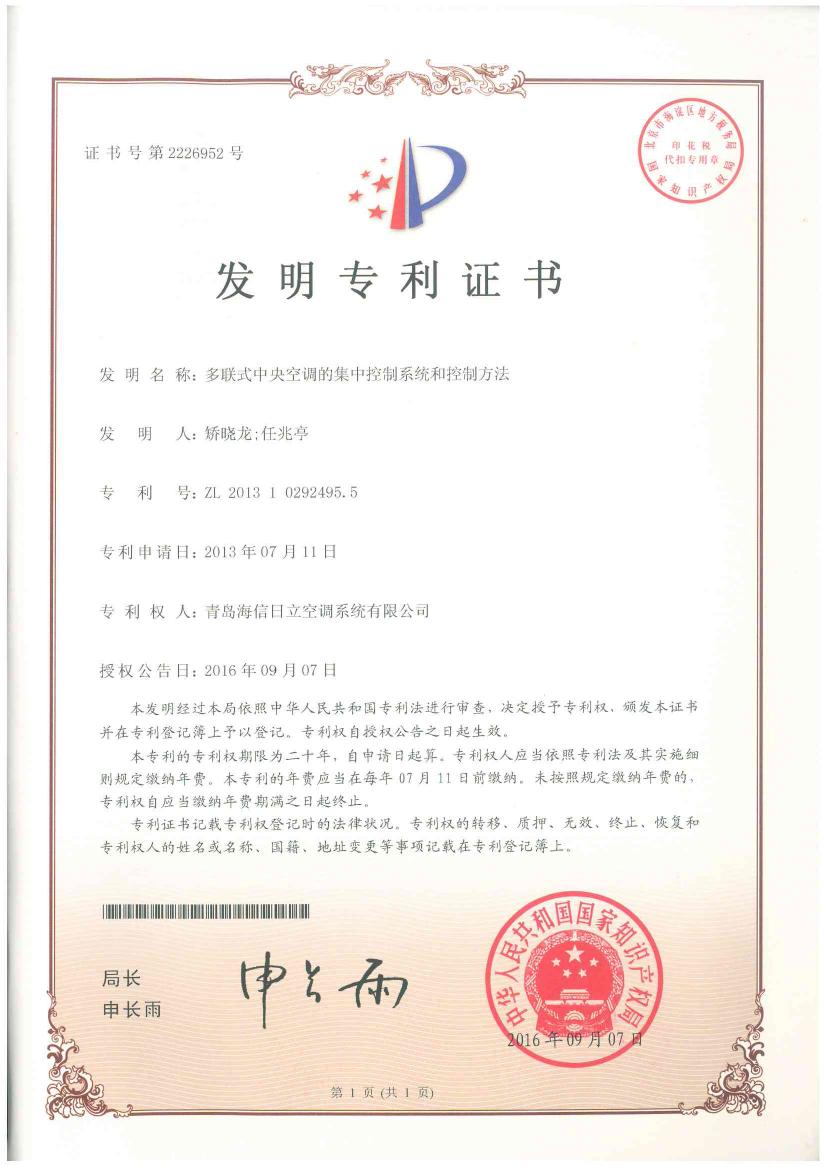 证书号第2226952号
北京市海淀区地方税务局
印花税
代扣专用章
国家知识产权局
发明专利证书
发明名称：多联式中央空调的集中控制系统和控制方法
发明人：矫晓龙;任兆亭
专利号：ZL 2013 1 0292495.5
专利申请日：2013年07月11日
专利权人：青岛海信日立空调系统有限公司
授权公告日：2016年09月07日
本发明经过本局依照中华人民共和国专利法进行审查，决定授予专利权，颁发本证书
并在专利登记簿上予以登记。专利权自授权公告之日起生效。
本专利的专利权期限为二十年，自申请日起算。专利权人应当依照专利法及其实施细
则规定缴纳年费。本专利的年费应当在每年07月11日前缴纳。未按照规定缴纳年费的，
专利权自应当缴纳年费期满之日起终止。
专利证书记载专利权登记时的法律状况。专利权的转移、质押、无效、终止、恢复和
专利权人的姓名或名称、国籍、地址变更等事项记载在专利登记簿上。
局长
申长雨
申长雨
中华人民共和国国家知识产权局
2016年09月07日
第1页(共1页)